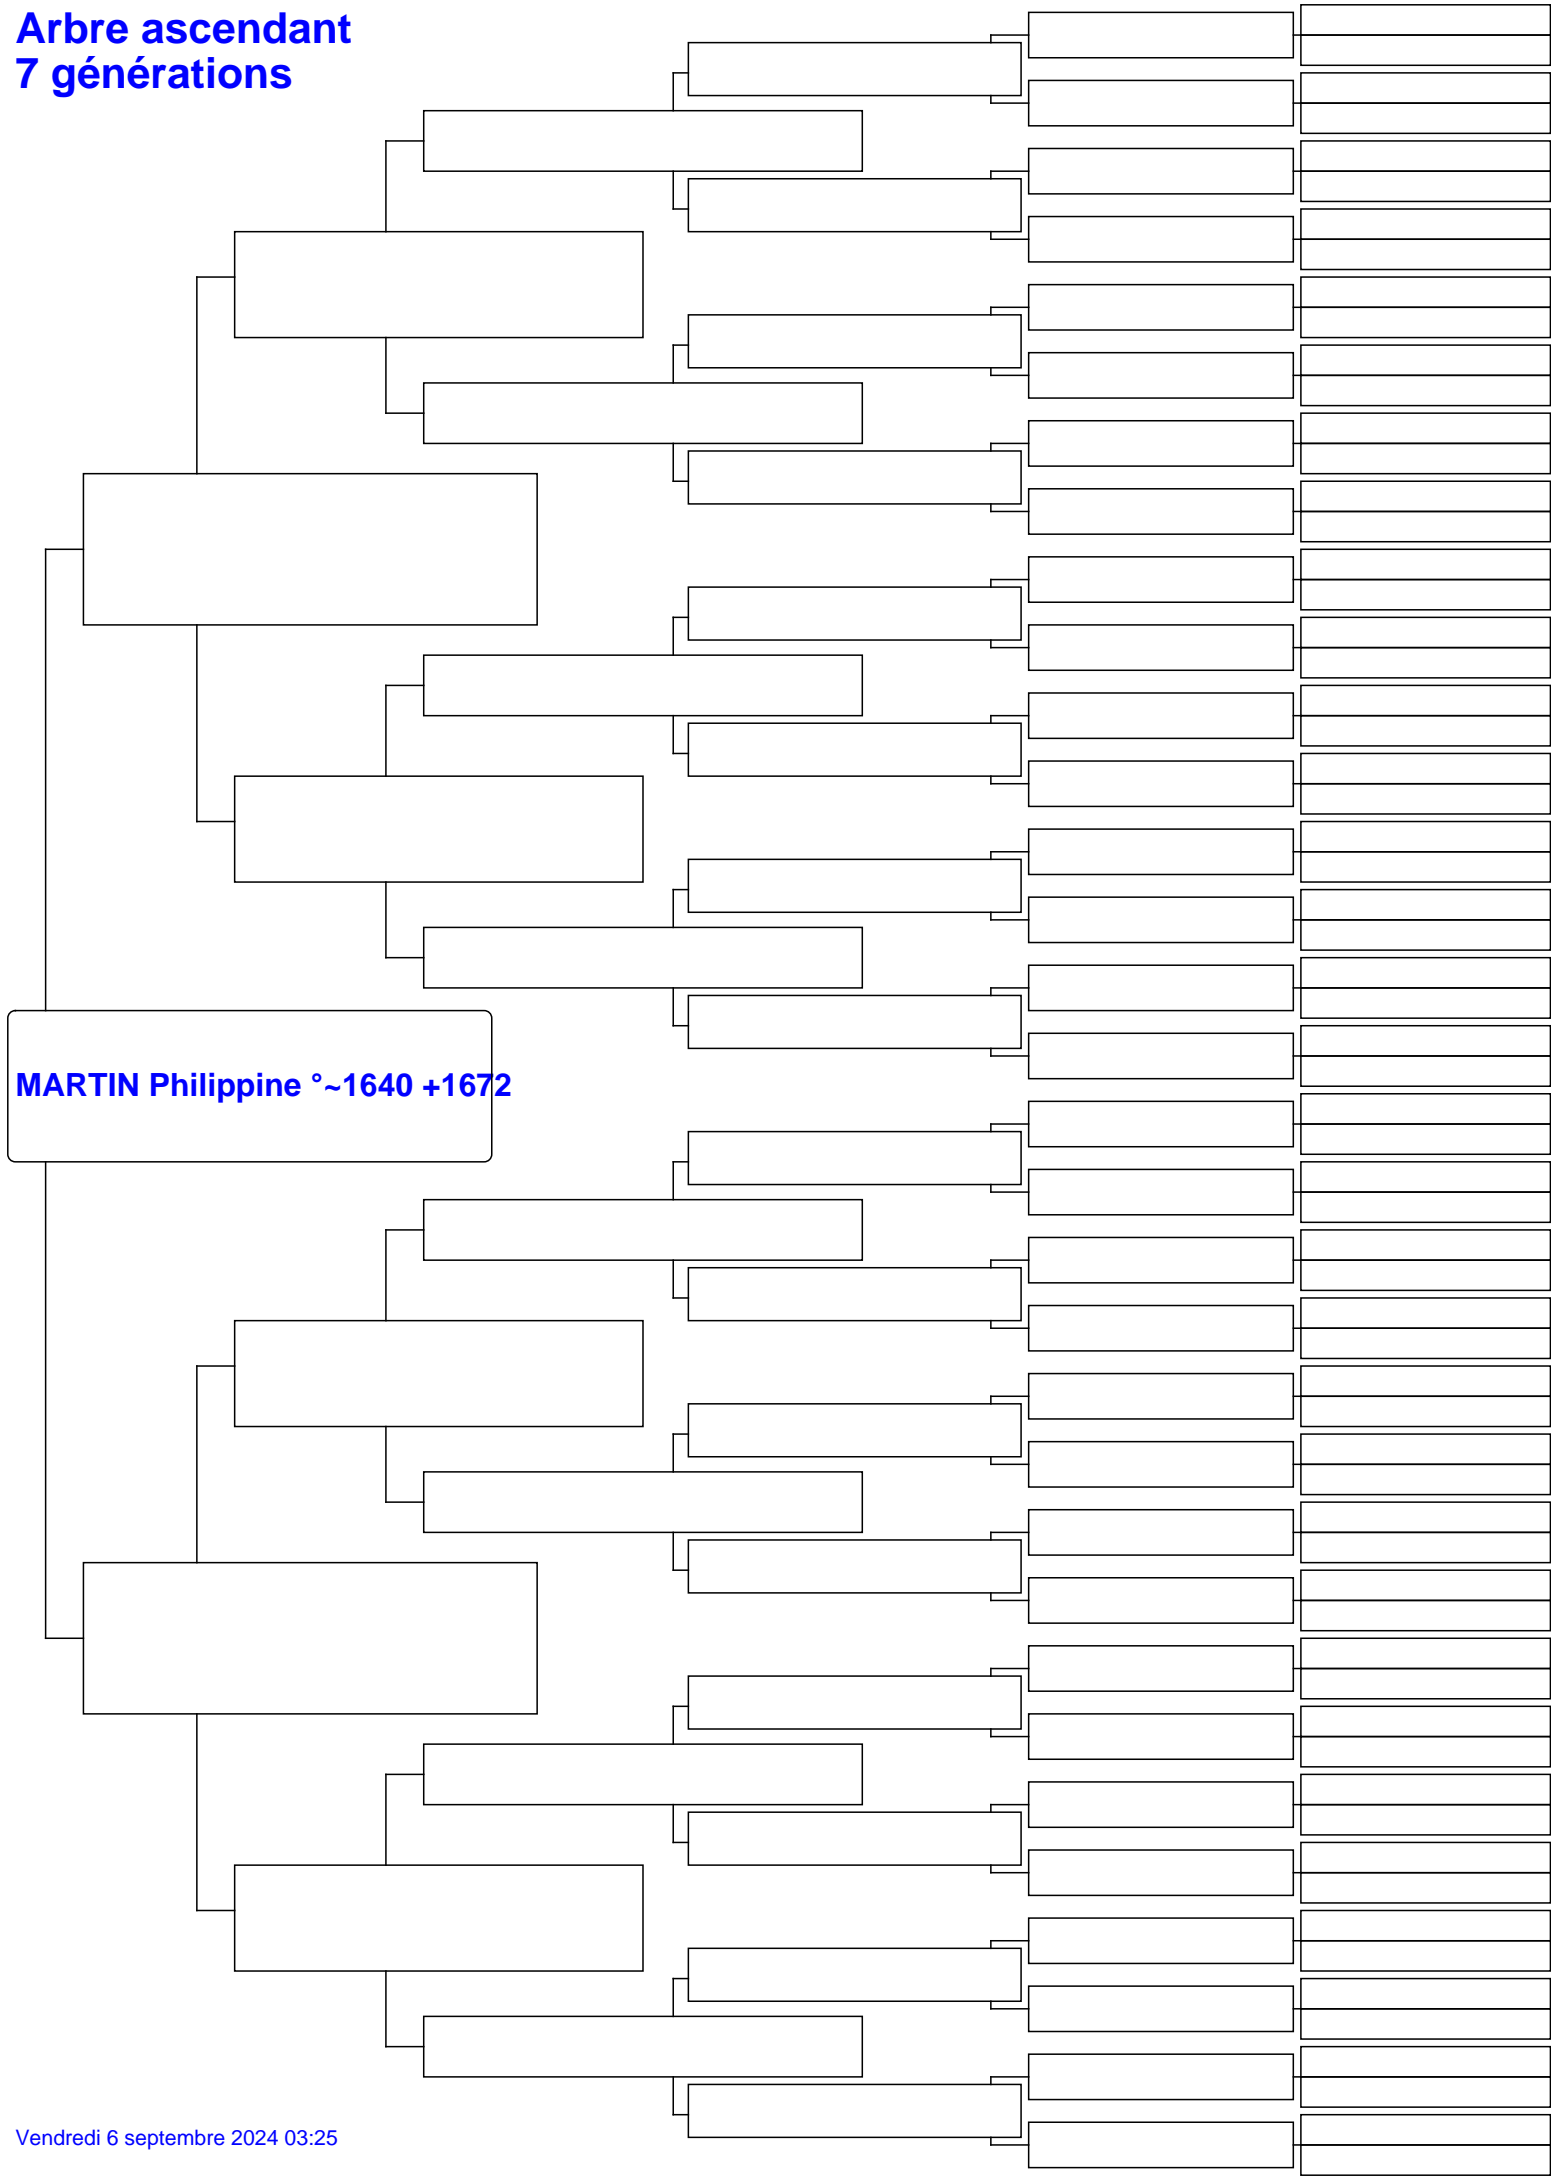 Arbre ascendant
7 générations
MARTIN Philippine °~1640 +1672
Vendredi 6 septembre 2024 03:25